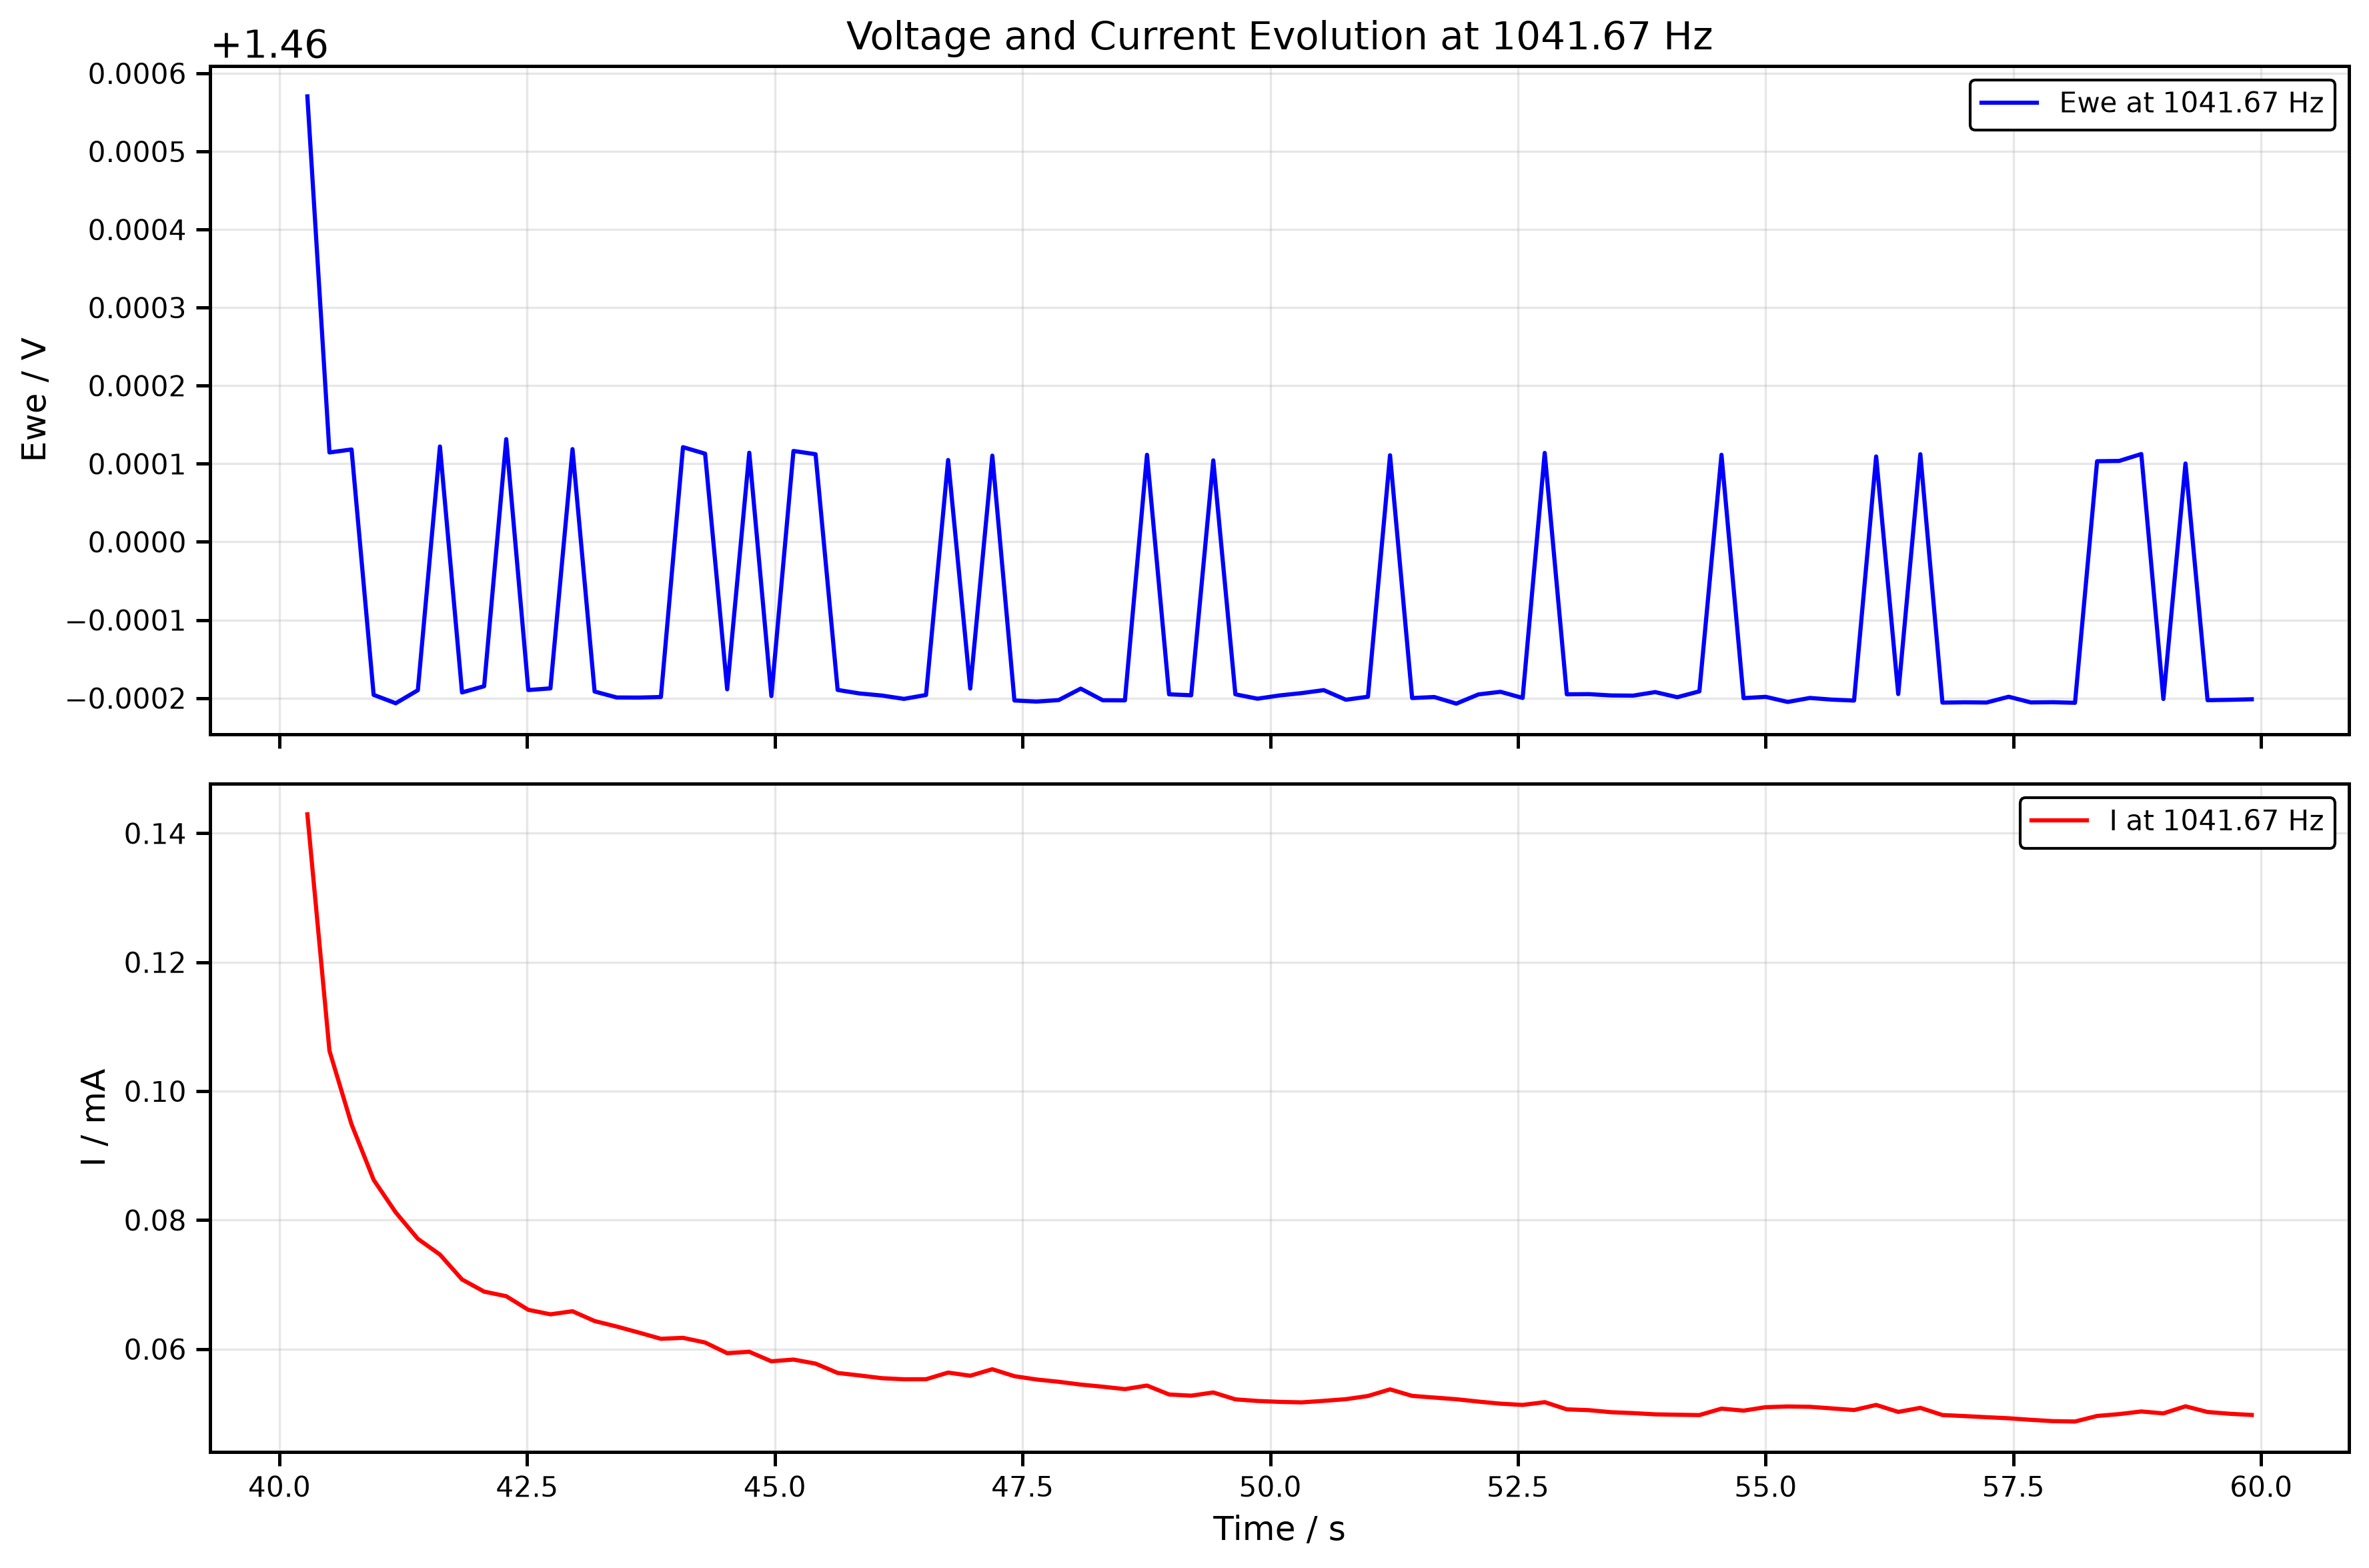 Voltage and Current Evolution at 1041.67 Hz
+1.46
0.0006
0.0005
0.0004
0.0003
0.0002
0.0001
0.0000
−0.0001
−0.0002
Ewe / V
Ewe at 1041.67 Hz
0.14
0.12
0.10
0.08
0.06
I / mA
I at 1041.67 Hz
40.0 42.5 45.0 47.5 50.0 52.5 55.0 57.5 60.0
Time / s